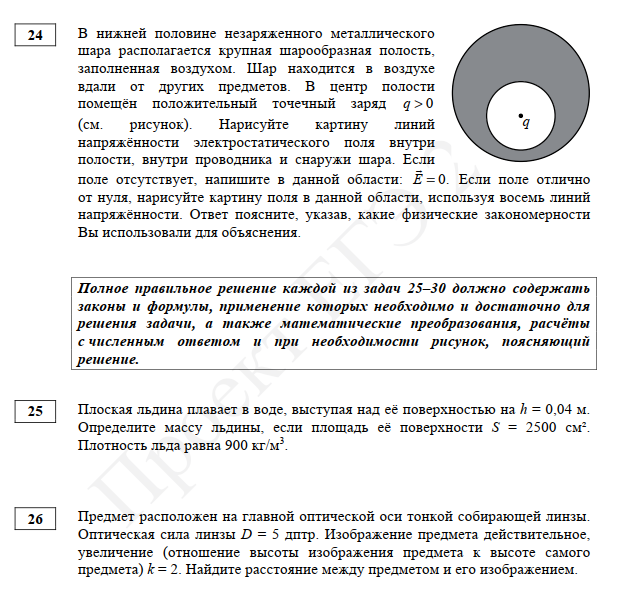 24
В нижней половине незаряженного металлического
шара располагается крупная шарообразная полость,
заполненная воздухом. Шар находится в воздухе
вдали от других предметов. В центр полости
помещён положительный точечный заряд q > 0
(см. рисунок). Нарисуйте картину линий
напряжённости электростатического поля внутри
полости, внутри проводника и снаружи шара. Если
поле отсутствует, напишите в данной области: E⃗ = 0. Если поле отлично
от нуля, нарисуйте картину поля в данной области, используя восемь линий
напряжённости. Ответ поясните, указав, какие физические закономерности
Вы использовали для объяснения.
q
Полное правильное решение каждой из задач 25–30 должно содержать
законы и формулы, применение которых необходимо и достаточно для
решения задачи, а также математические преобразования, расчёты
с численным ответом и при необходимости рисунок, поясняющий
решение.
25
Плоская льдина плавает в воде, выступая над её поверхностью на h = 0,04 м.
Определите массу льдины, если площадь её поверхности S = 2500 см².
Плотность льда равна 900 кг/м³.
26
Предмет расположен на главной оптической оси тонкой собирающей линзы.
Оптическая сила линзы D = 5 дптр. Изображение предмета действительное,
увеличение (отношение высоты изображения предмета к высоте самого
предмета) k = 2. Найдите расстояние между предметом и его изображением.